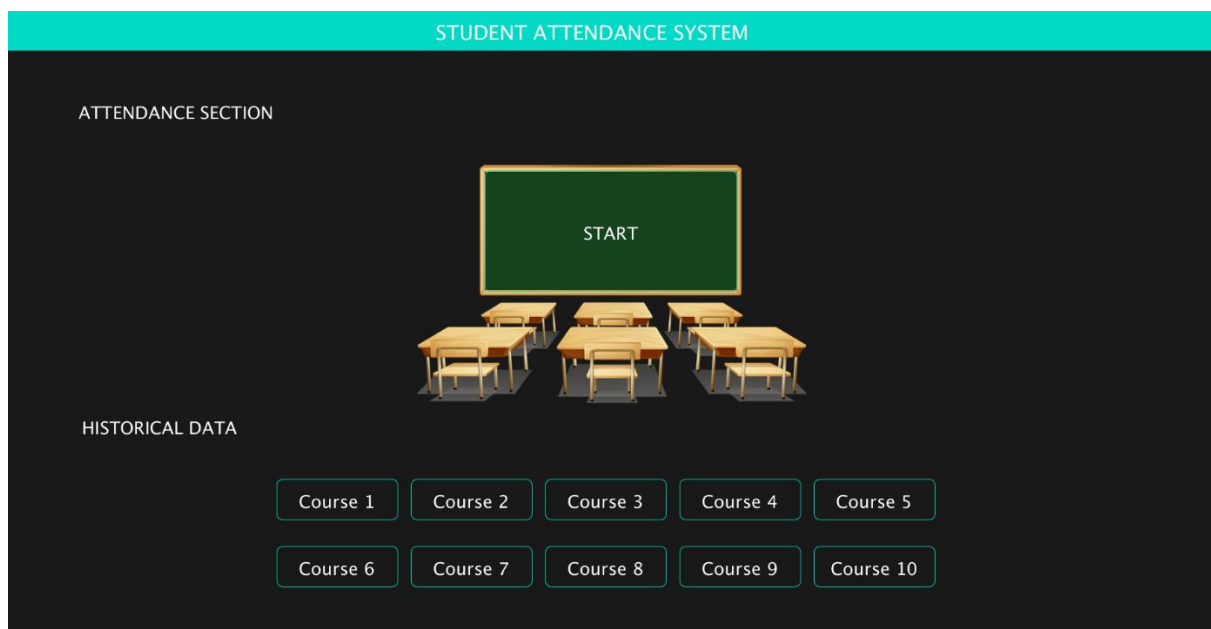 STUDENT ATTENDANCE SYSTEM
ATTENDANCE SECTION
START
HISTORICAL DATA
Course 1 Course 2 Course 3 Course 4 Course 5
Course 6 Course 7 Course 8 Course 9 Course 10